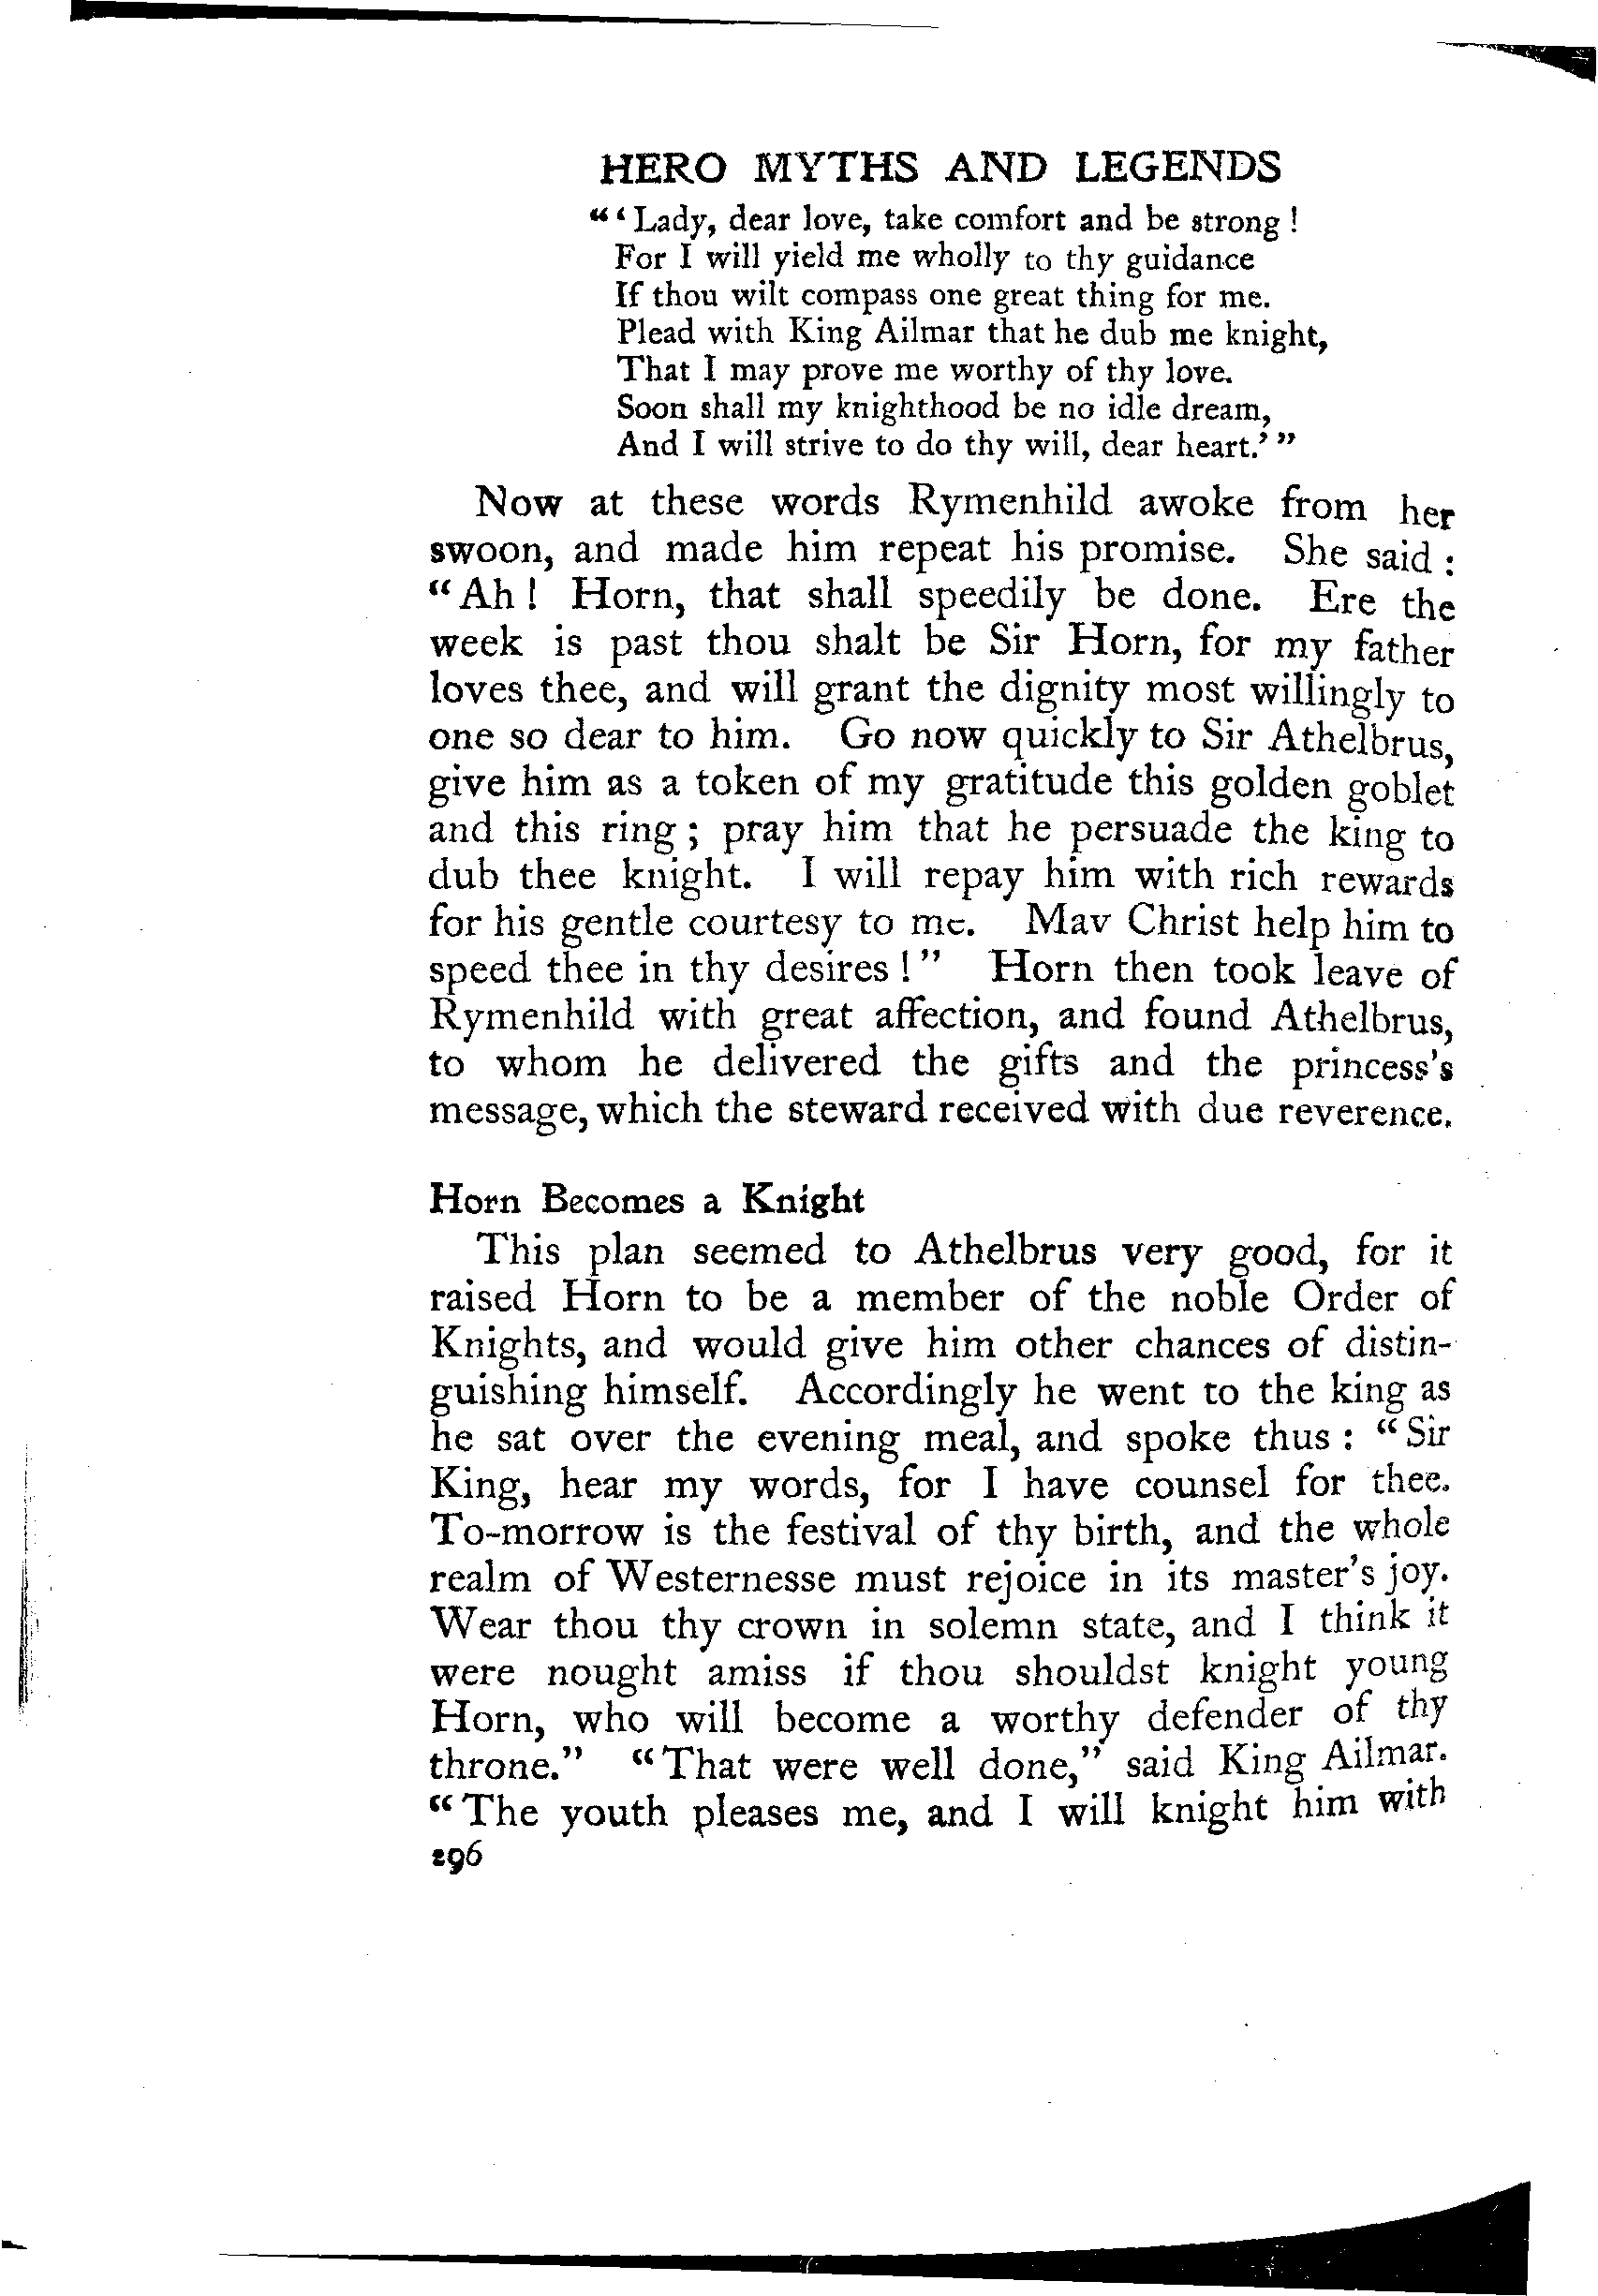 HERO MYTHS AND LEGENDS
“‘Lady, dear love, take comfort and be strong!
For I will yield me wholly to thy guidance
If thou wilt compass one great thing for me.
Plead with King Ailmar that he dub me knight,
That I may prove me worthy of thy love.
Soon shall my knighthood be no idle dream,
And I will strive to do thy will, dear heart.’”
Now at these words Rymenhild awoke from her
swoon, and made him repeat his promise. She said:
“Ah! Horn, that shall speedily be done. Ere the
week is past thou shalt be Sir Horn, for my father
loves thee, and will grant the dignity most willingly to
one so dear to him. Go now quickly to Sir Athelbrus,
give him as a token of my gratitude this golden goblet
and this ring; pray him that he persuade the king to
dub thee knight. I will repay him with rich rewards
for his gentle courtesy to me. May Christ help him to
speed thee in thy desires!” Horn then took leave of
Rymenhild with great affection, and found Athelbrus,
to whom he delivered the gifts and the princess’s
message, which the steward received with due reverence.
Horn Becomes a Knight
This plan seemed to Athelbrus very good, for it
raised Horn to be a member of the noble Order of
Knights, and would give him other chances of distin-
guishing himself. Accordingly he went to the king as
he sat over the evening meal, and spoke thus: “Sir
King, hear my words, for I have counsel for thee.
To-morrow is the festival of thy birth, and the whole
realm of Westernesse must rejoice in its master’s joy.
Wear thou thy crown in solemn state, and I think it
were nought amiss if thou shouldst knight young
Horn, who will become a worthy defender of thy
throne.” “That were well done,” said King Ailmar.
“The youth pleases me, and I will knight him with
296